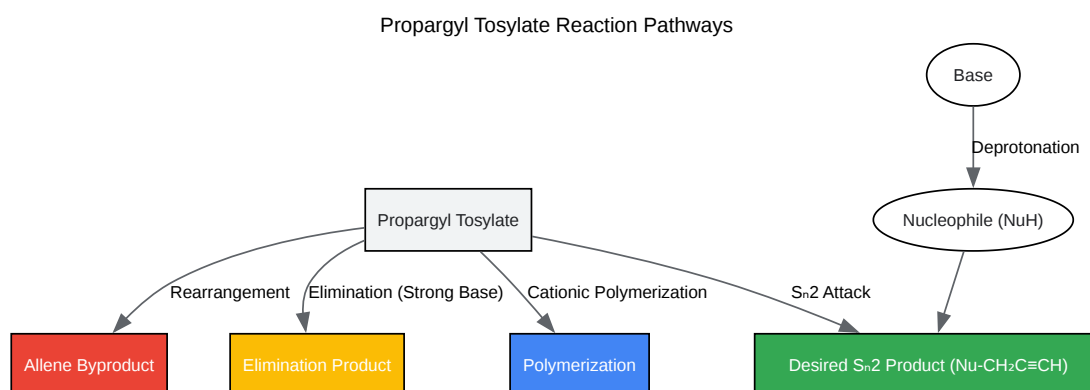 Propargyl Tosylate Reaction Pathways
Base
Deprotonation
Propargyl Tosylate
Nucleophile (NuH)
Rearrangement
Elimination (Strong Base)
Cationic Polymerization
Sₙ2 Attack
Allene Byproduct
Elimination Product
Polymerization
Desired Sₙ2 Product (Nu-CH₂C≡CH)